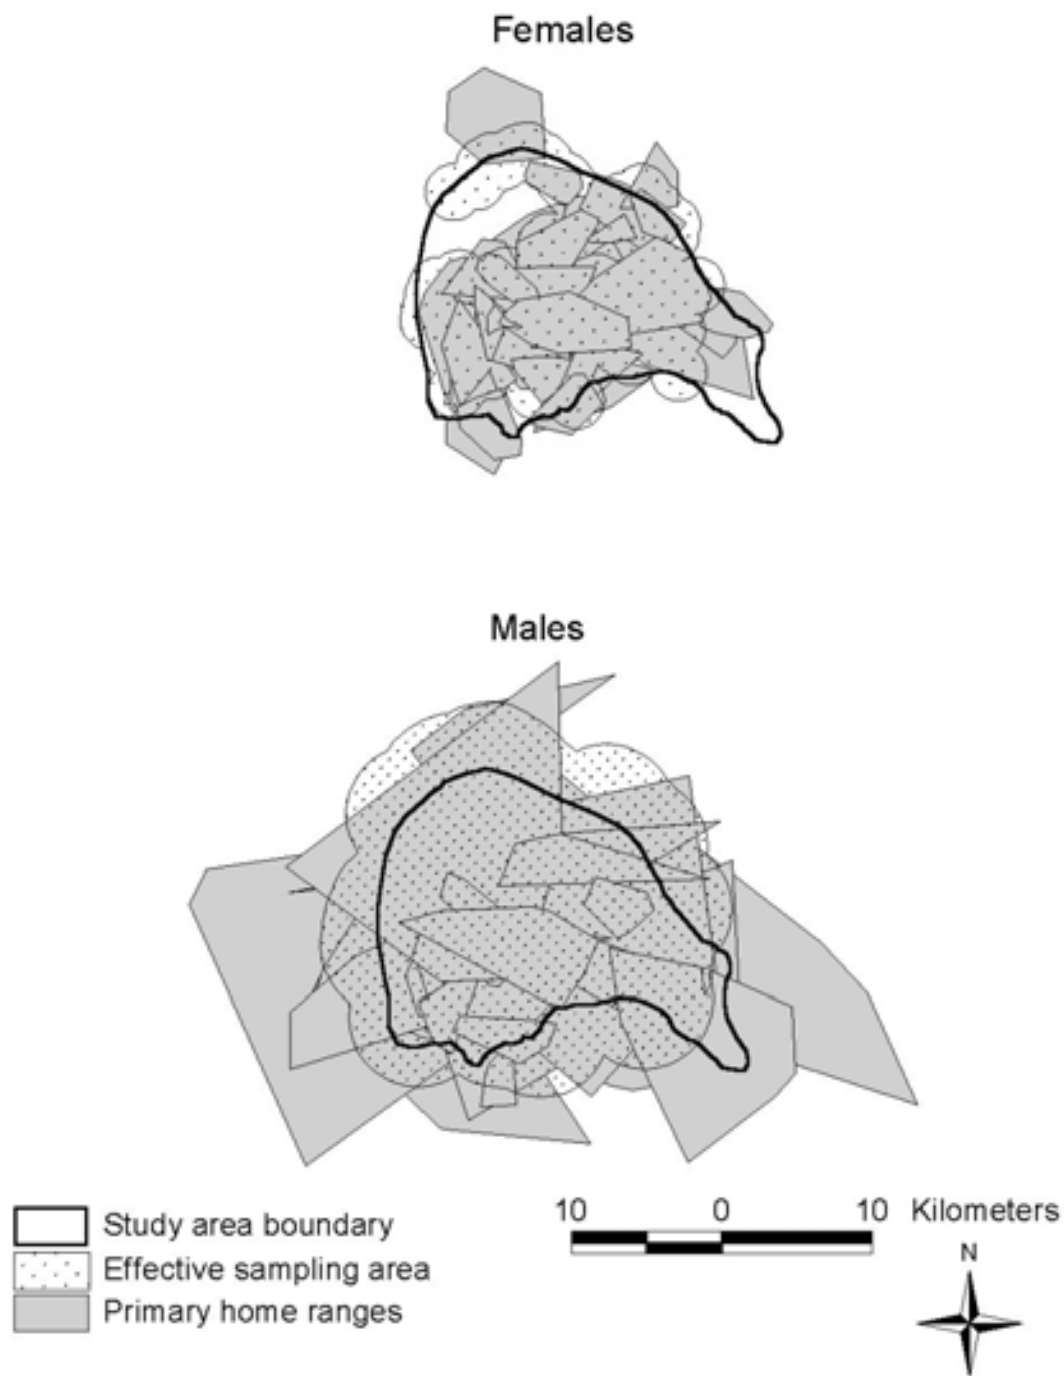 Females
Males
Study area boundary
Effective sampling area
Primary home ranges
10 0 10 Kilometers
N